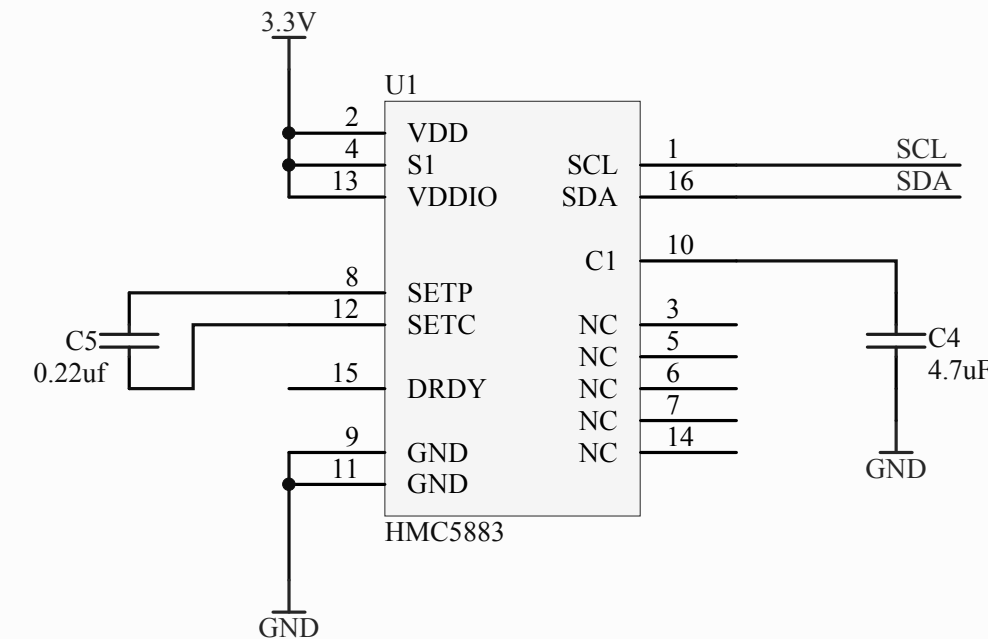 3.3V
U1
2 VDD
4 S1
13 VDDIO
SCL 1 SCL
SDA 16 SDA
C1 10
8 SETP
12 SETC
C5
0.22uf
NC 3
NC 5
NC 6
NC 7
NC 14
C4
4.7uF
15 DRDY
9 GND
11 GND
GND
HMC5883
GND